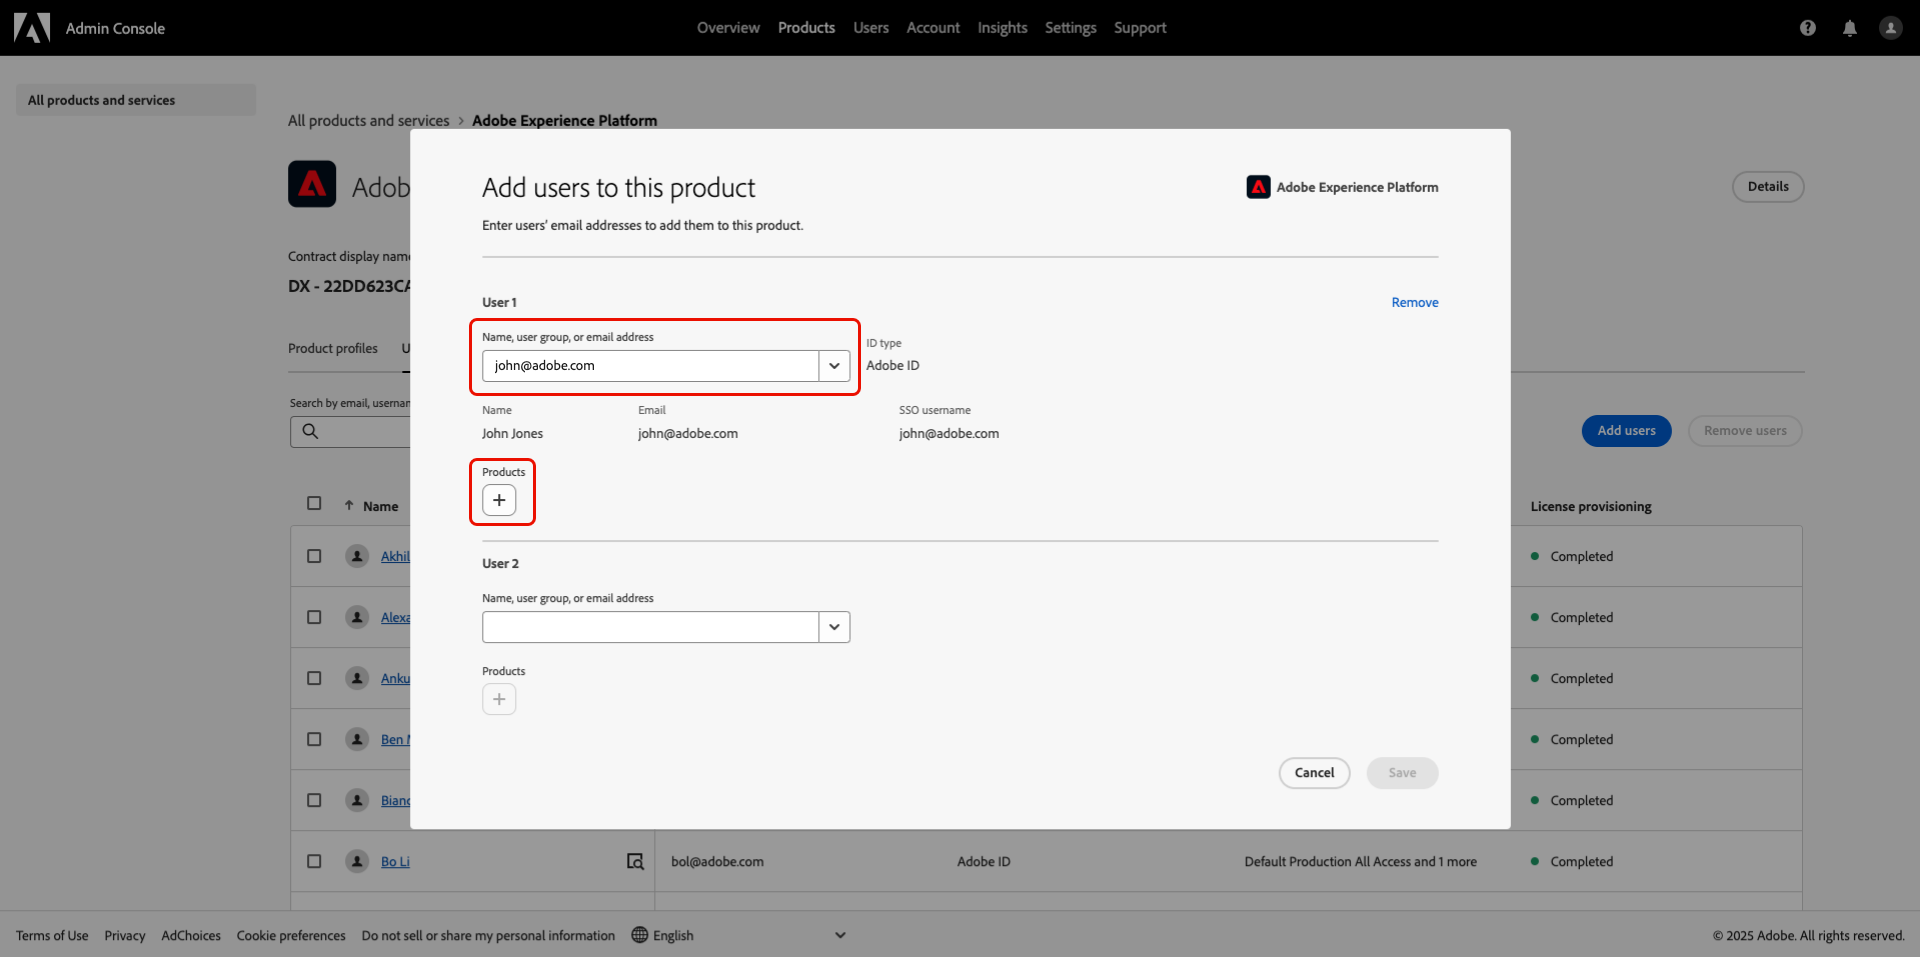 Admin Console
Overview Products Users Account Insights Settings Support
All products and services
All products and services > Adobe Experience Platform
Adob
Details
Contract display name
DX - 22DD623CA
Product profiles U
Search by email, usernam
Add users Remove users
Name
License provisioning
Akhil
Completed
Alexa
Completed
Anku
Completed
Ben M
Completed
Bianc
Completed
Bo Li bol@adobe.com Adobe ID Default Production All Access and 1 more Completed
Add users to this product
Adobe Experience Platform
Enter users' email addresses to add them to this product.
User 1
Remove
Name, user group, or email address
ID type
john@adobe.com
Adobe ID
Name Email SSO username
John Jones john@adobe.com john@adobe.com
Products
User 2
Name, user group, or email address
Products
Cancel Save
Terms of Use Privacy AdChoices Cookie preferences Do not sell or share my personal information English
© 2025 Adobe. All rights reserved.